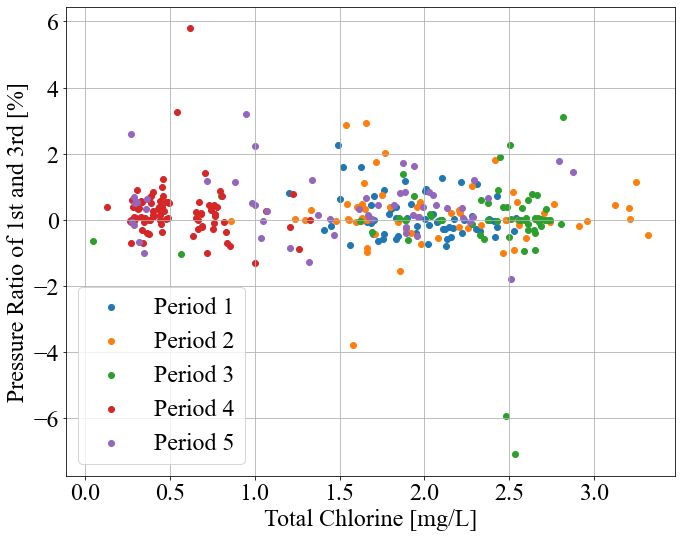 Pressure Ratio of 1st and 3rd [%]
6
4
2
0
−2
−4
−6
Period 1
Period 2
Period 3
Period 4
Period 5
0.0 0.5 1.0 1.5 2.0 2.5 3.0
Total Chlorine [mg/L]